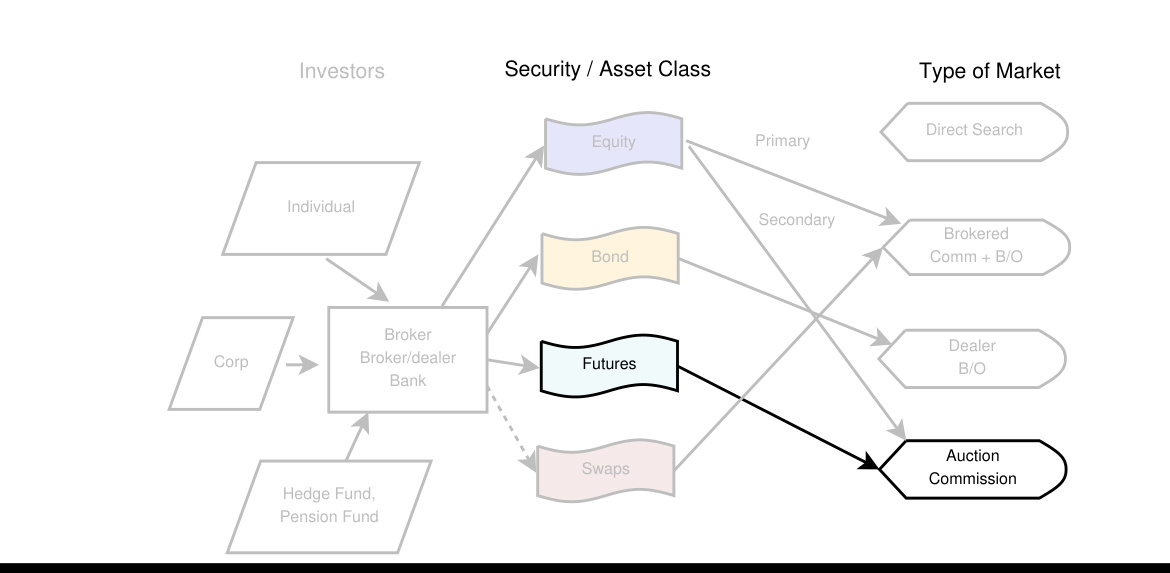 Investors
Security / Asset Class
Type of Market
Individual
Corp
Hedge Fund,
Pension Fund
Broker
Broker/dealer
Bank
Equity
Bond
Futures
Swaps
Primary
Secondary
Direct Search
Brokered
Comm + B/O
Dealer
B/O
Auction
Commission